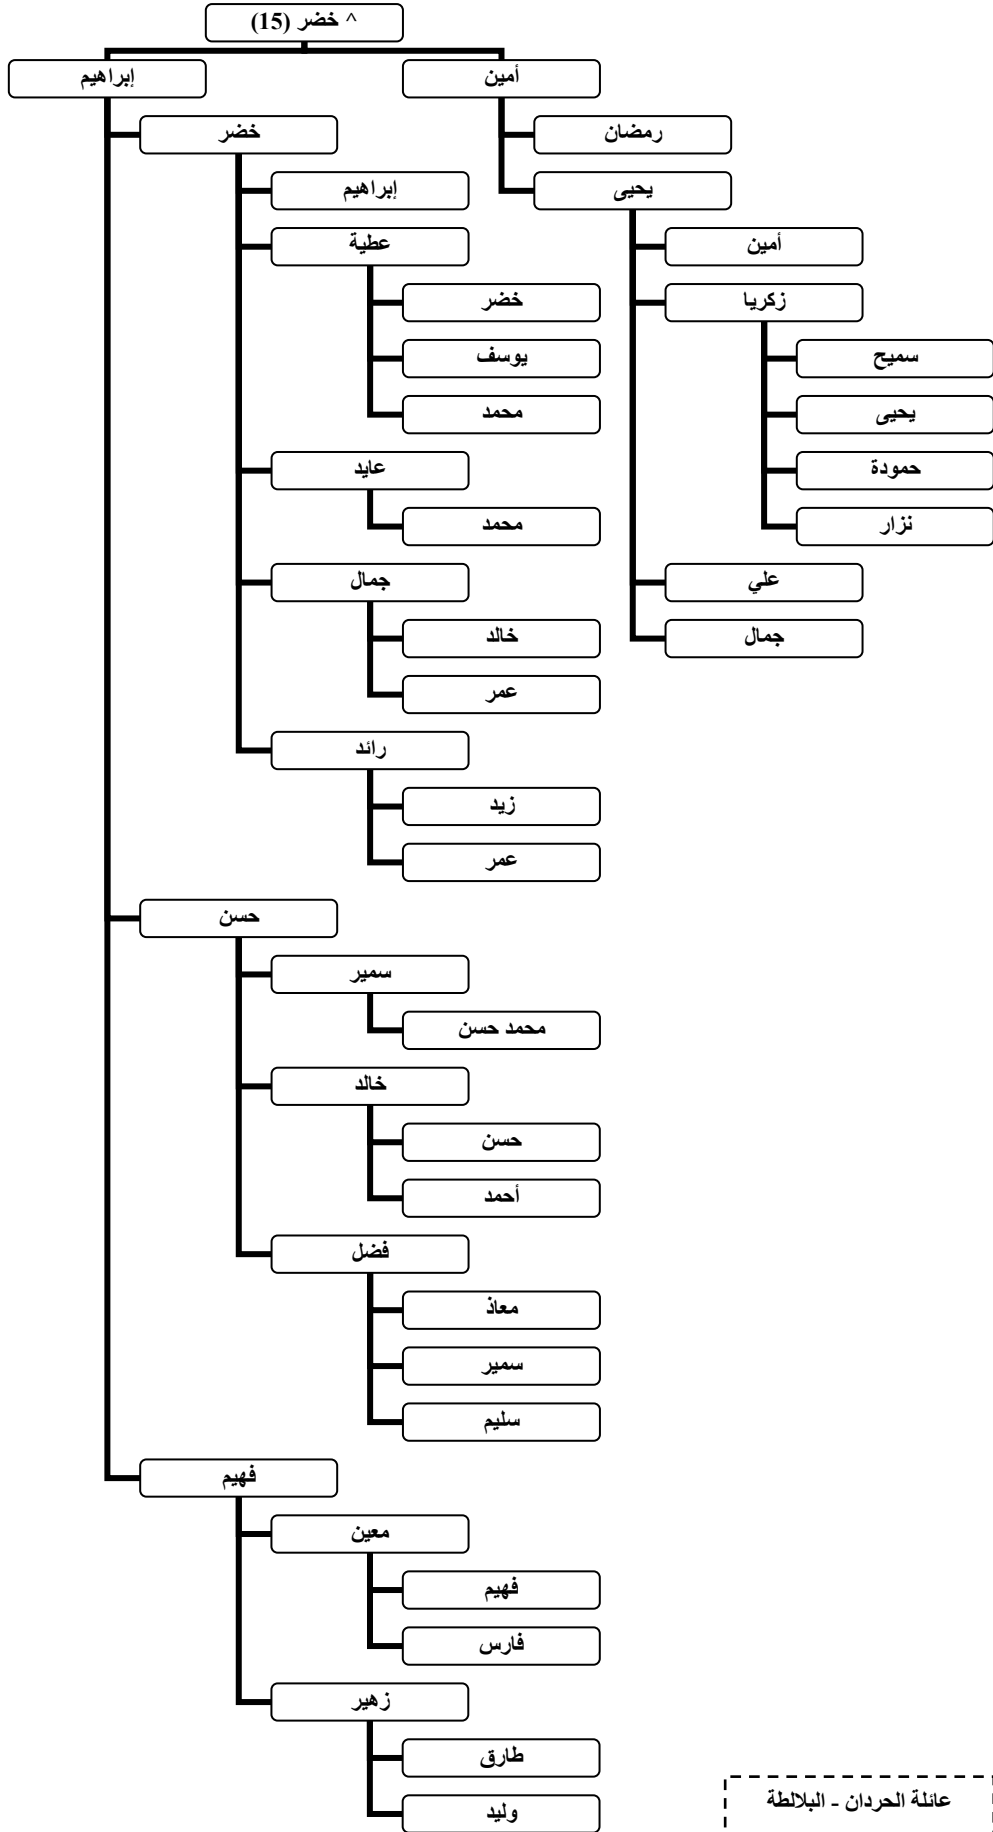 ^ خضر (15)
أمين
إبراهيم
رمضان
خضر
يحيى
إبراهيم
أمين
عطية
زكريا
خضر
سميح
يوسف
يحيى
محمد
حمودة
عايد
نزار
محمد
علي
جمال
جمال
خالد
عمر
رائد
زيد
عمر
حسن
سمير
محمد حسن
خالد
حسن
أحمد
فضل
معاذ
سمير
سليم
فهيم
معين
فهيم
فارس
زهير
طارق
وليد
عائلة الحردان - البلالطة